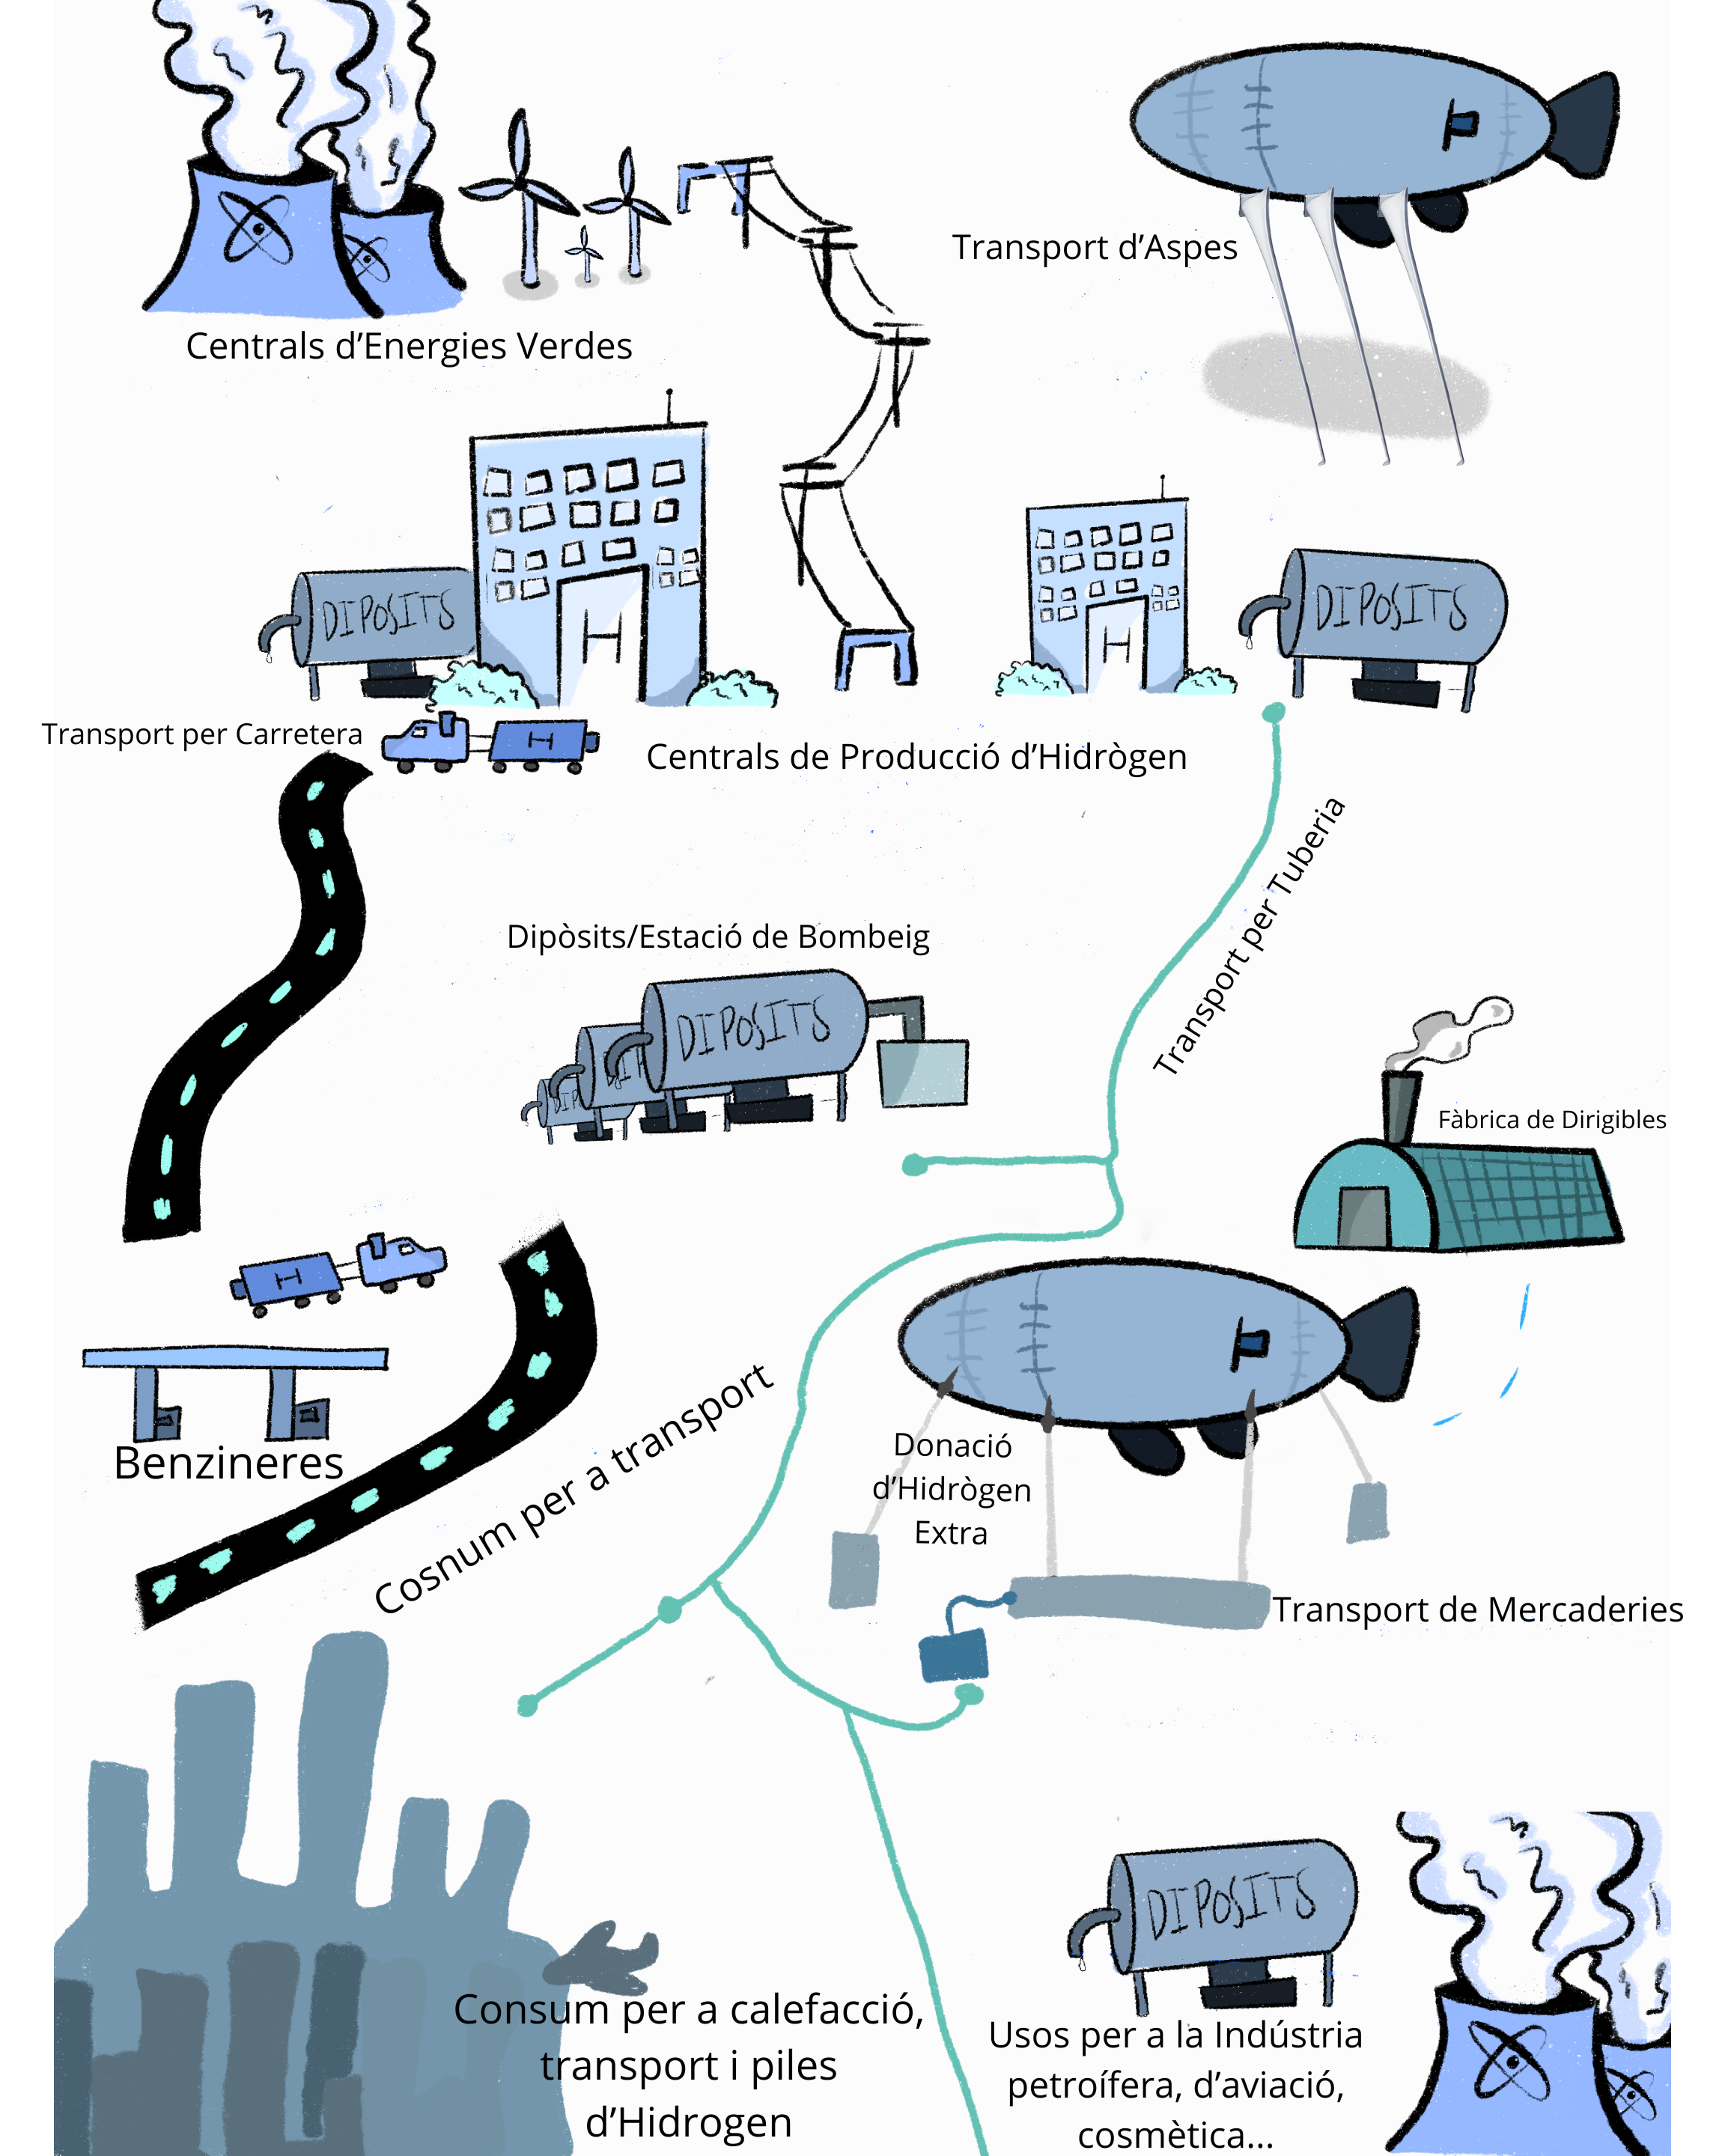 Transport d'Aspes
Centrals d'Energies Verdes
DIPOSITS
H
H
DIPOSITS
Transport per Carretera
H
Centrals de Producció d'Hidrògen
Transport per Tuberia
Dipòsits/Estació de Bombeig
DIPOSITS
DIP
Fàbrica de Dirigibles
H
Benzineres
Cosnum per a transport
Donació
d'Hidrògen
Extra
Transport de Mercaderies
DIPOSITS
Consum per a calefacció,
transport i piles
d'Hidrogen
Usos per a la Indústria
petroífera, d'aviació,
cosmètica...